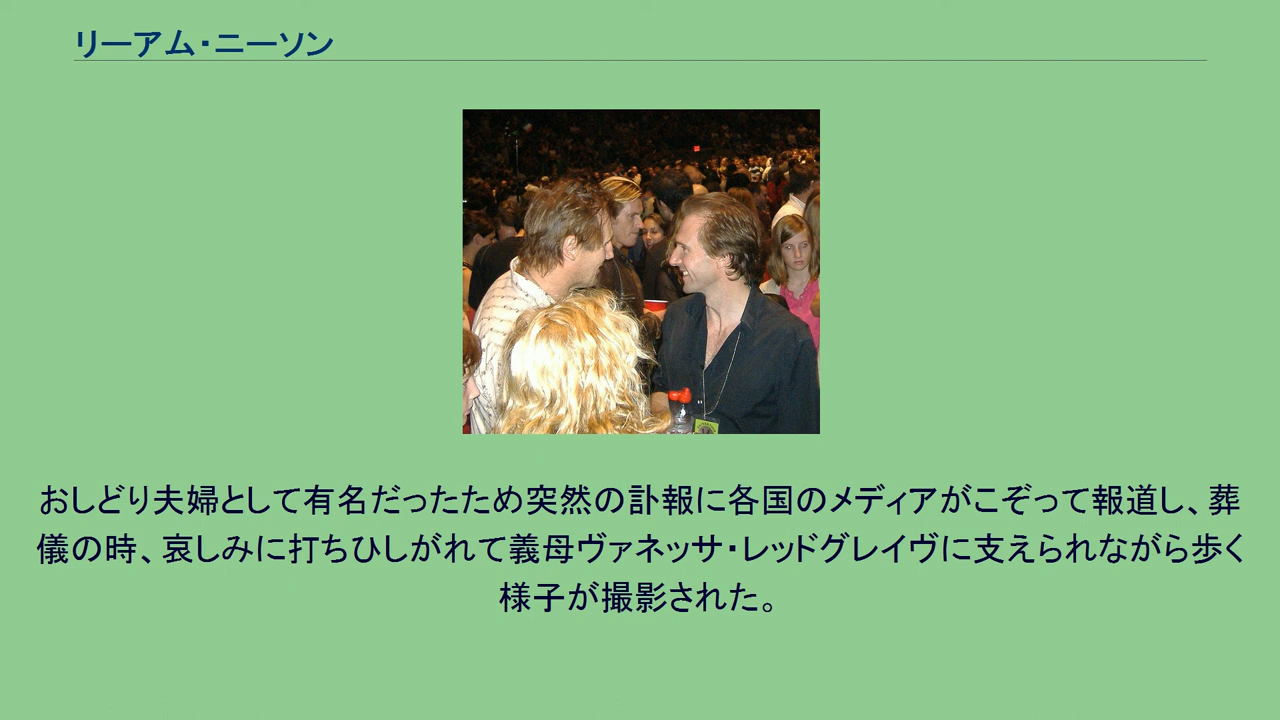 リーアム・ニーソン
おしどり夫婦として有名だったため突然の訃報に各国のメディアがこぞって報道し、葬
儀の時、哀しみに打ちひしがれて義母ヴァネッサ・レッドグレイヴに支えられながら歩く
様子が撮影された。